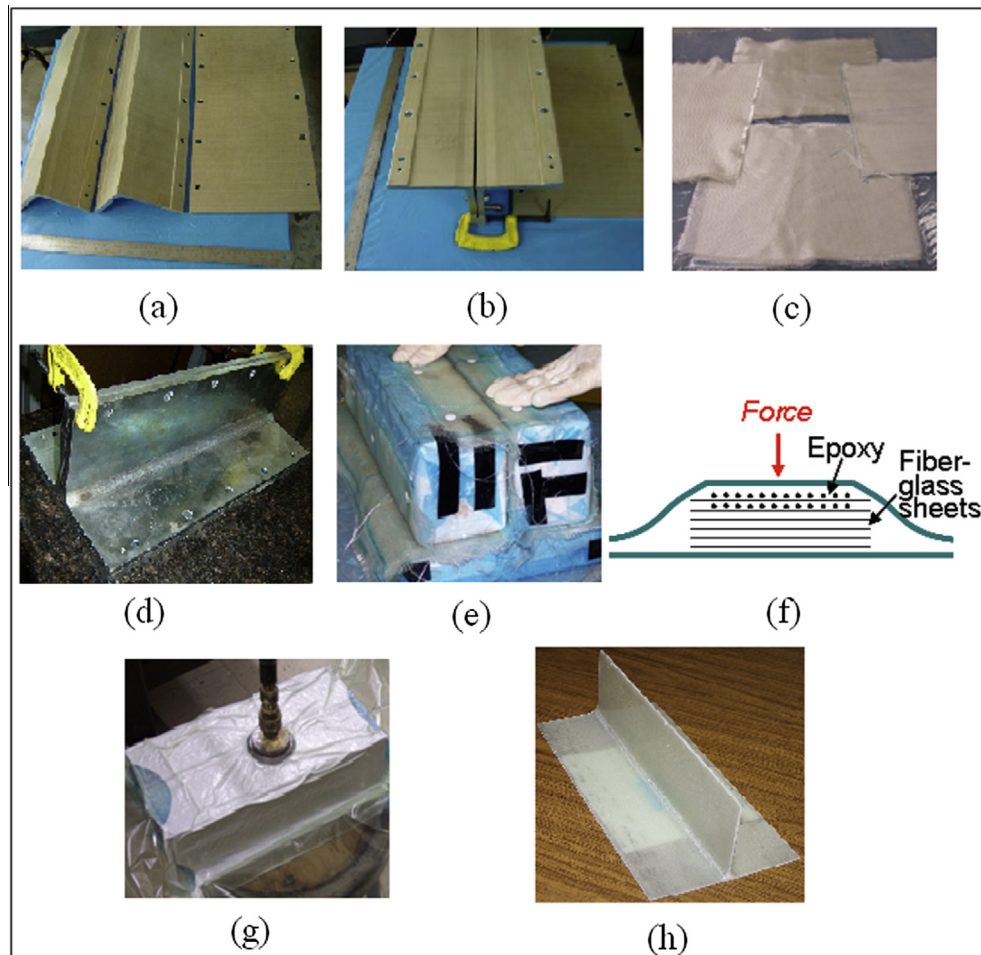 (a)
(b)
(c)
(d)
(e)
Force
Epoxy
Fiber-
glass
sheets
(f)
(g)
(h)